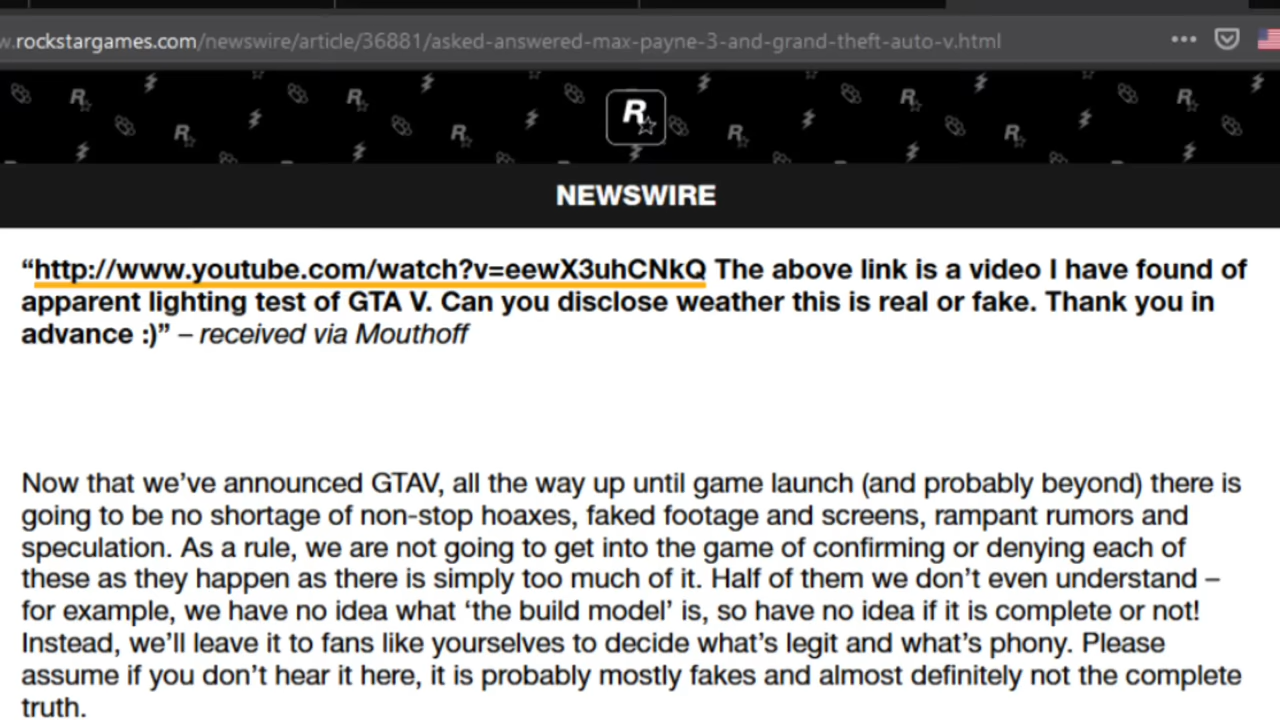 w.rockstargames.com/newswire/article/36881/asked-answered-max-payne-3-and-grand-theft-auto-v.html
R
NEWSWIRE
“http://www.youtube.com/watch?v=eewX3uhCNkQ The above link is a video I have found of
apparent lighting test of GTA V. Can you disclose weather this is real or fake. Thank you in
advance :)” – received via Mouthoff
Now that we’ve announced GTAV, all the way up until game launch (and probably beyond) there is
going to be no shortage of non-stop hoaxes, faked footage and screens, rampant rumors and
speculation. As a rule, we are not going to get into the game of confirming or denying each of
these as they happen as there is simply too much of it. Half of them we don’t even understand –
for example, we have no idea what ‘the build model’ is, so have no idea if it is complete or not!
Instead, we’ll leave it to fans like yourselves to decide what’s legit and what’s phony. Please
assume if you don’t hear it here, it is probably mostly fakes and almost definitely not the complete
truth.